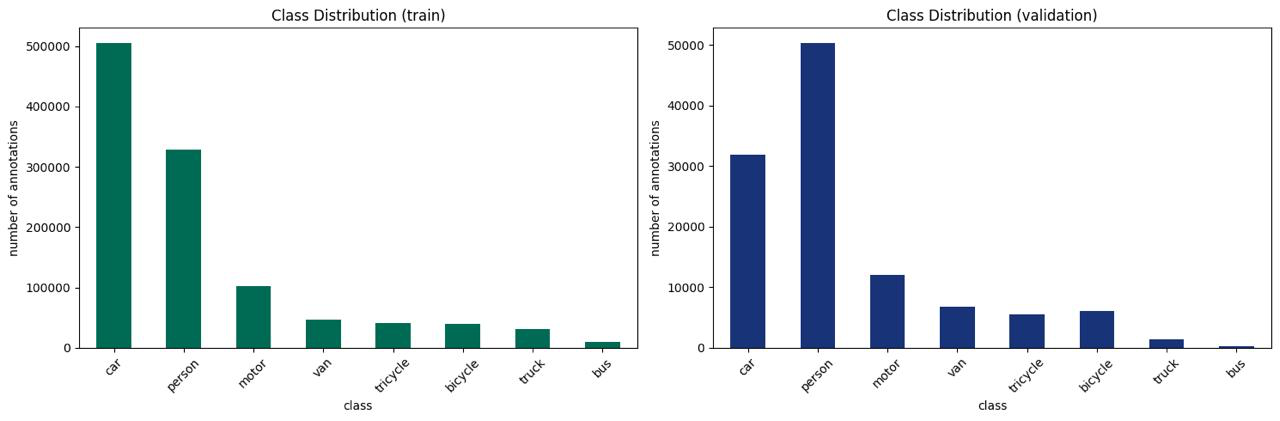 Class Distribution (train)
number of annotations
500000
400000
300000
200000
100000
0
car person motor van tricycle bicycle truck bus
class
Class Distribution (validation)
number of annotations
50000
40000
30000
20000
10000
0
car person motor van tricycle bicycle truck bus
class